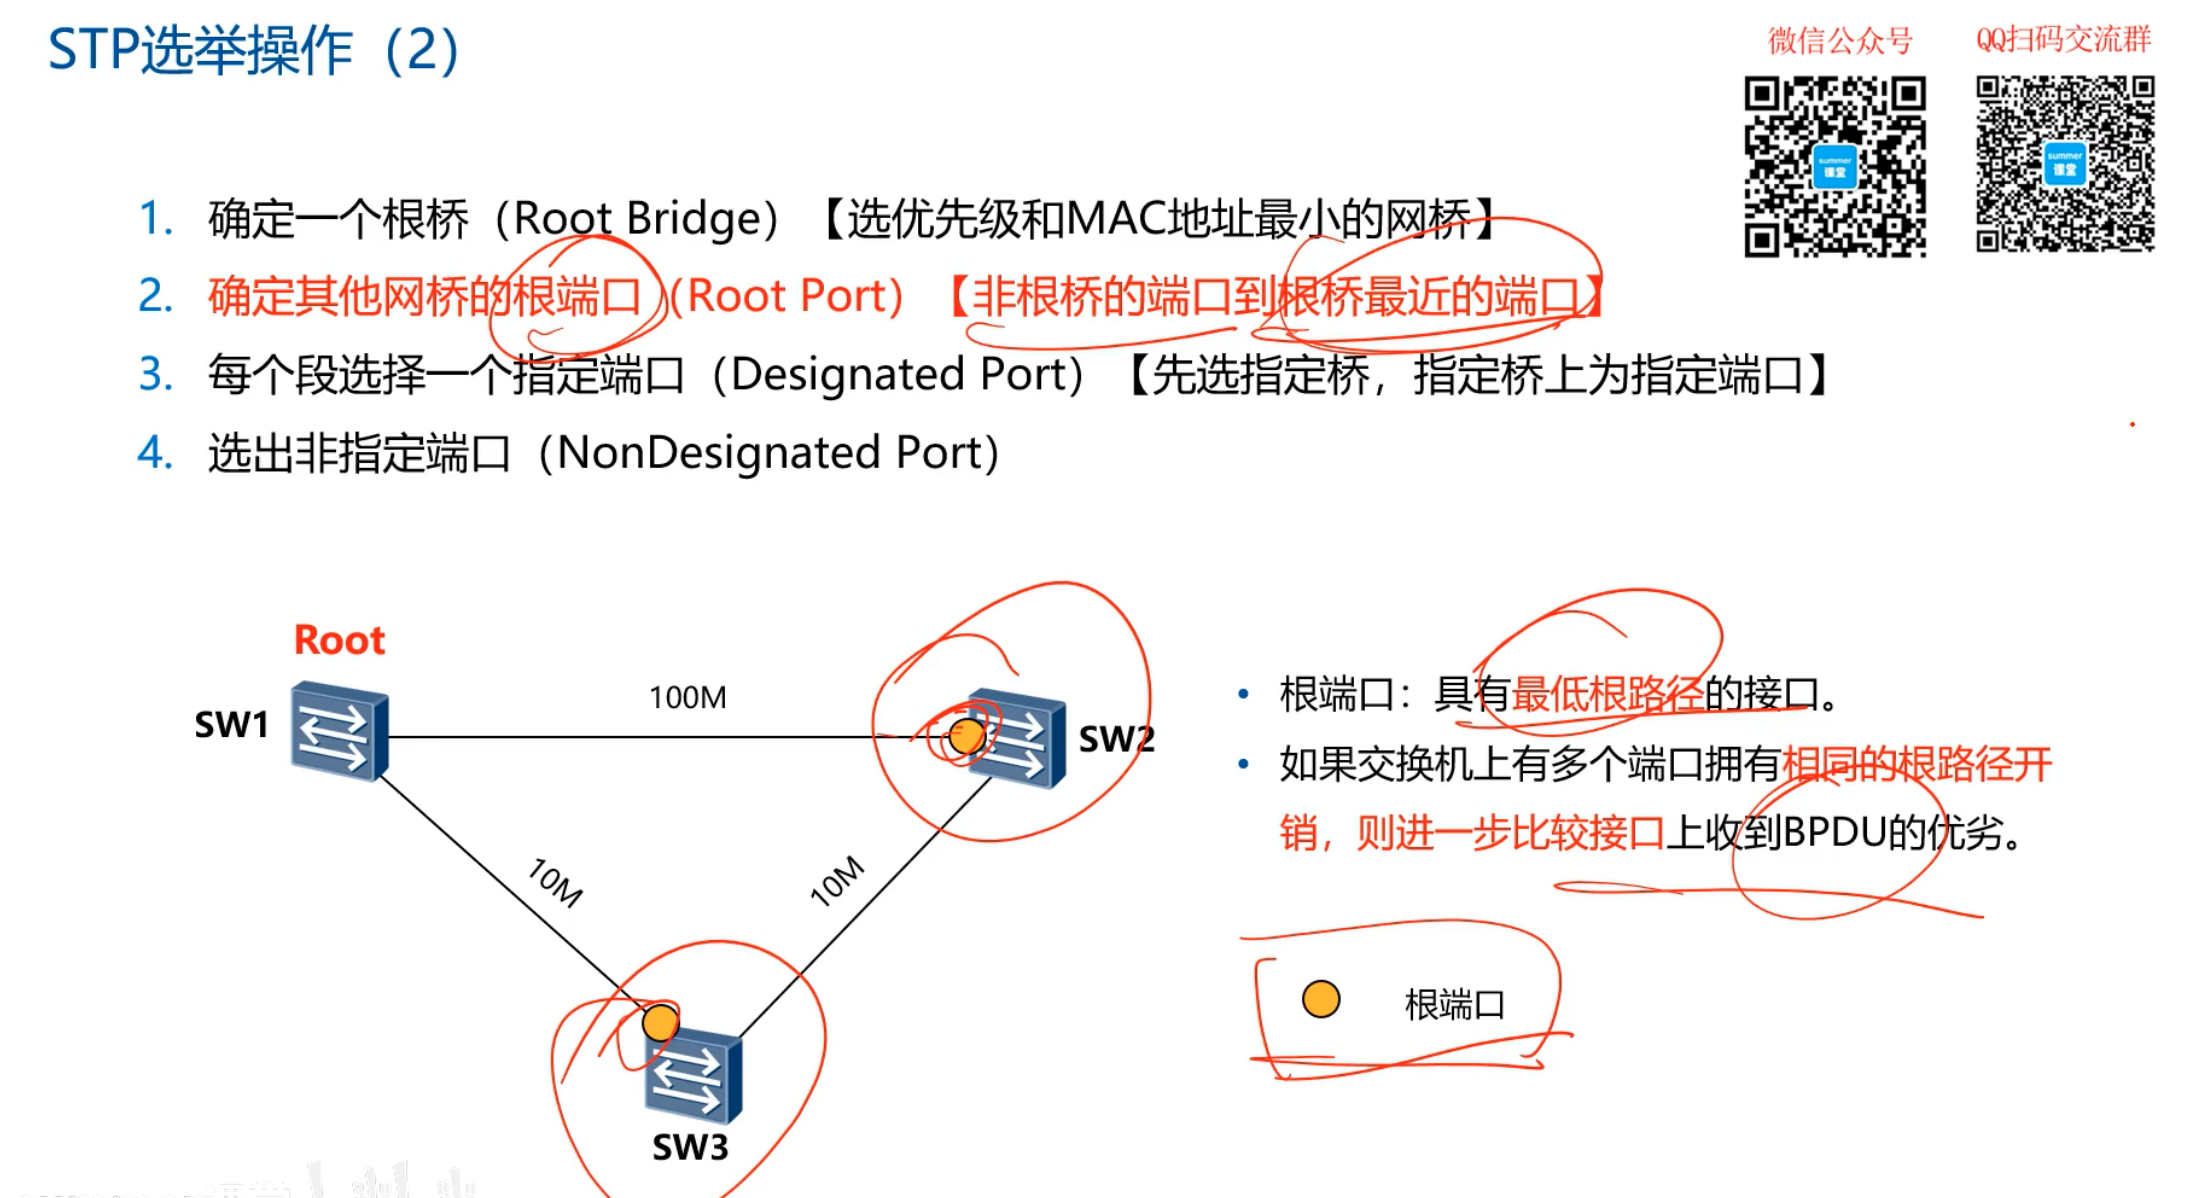 STP选举操作（2）
微信公众号
QQ扫码交流群
summer
课堂
summer
课堂
1. 确定一个根桥（Root Bridge）【选优先级和MAC地址最小的网桥】
2. 确定其他网桥的根端口（Root Port）【非根桥的端口到根桥最近的端口】
3. 每个段选择一个指定端口（Designated Port）【先选指定桥，指定桥上为指定端口】
4. 选出非指定端口（NonDesignated Port）
Root
SW1
100M
SW2
10M
10M
SW3
• 根端口：具有最低根路径的接口。
• 如果交换机上有多个端口拥有相同的根路径开
销，则进一步比较接口上收到BPDU的优劣。
根端口